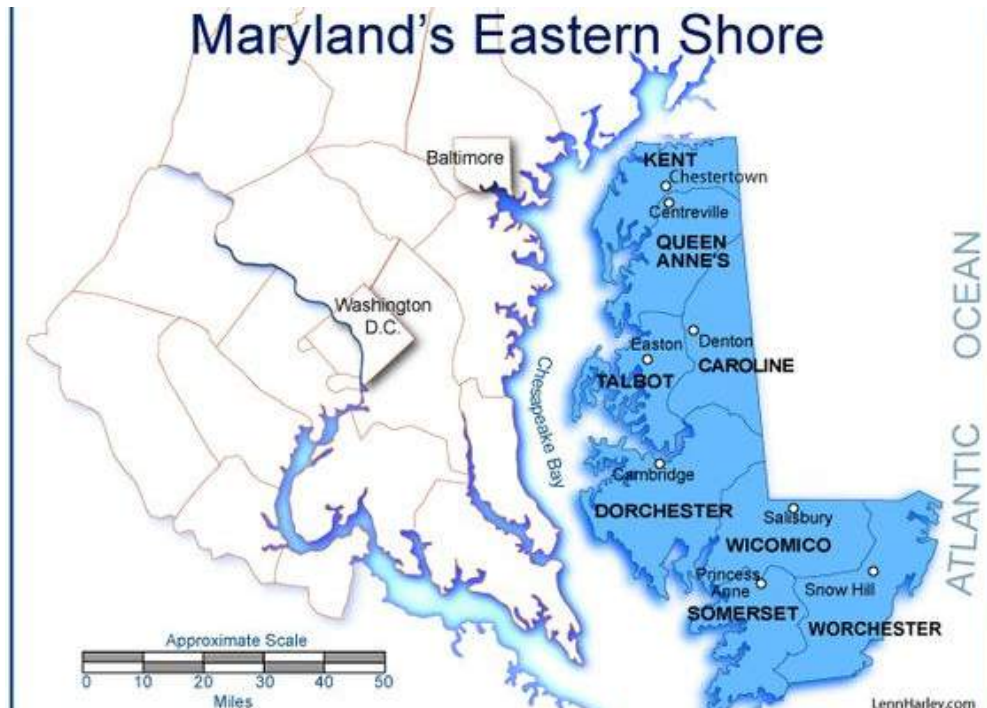 Maryland's Eastern Shore
Baltimore
KENT
Chestertown
Centreville
QUEEN
ANNE'S
Washington
D.C.
Easton
Denton
TALBOT
CAROLINE
Chesapeake Bay
ATLANTIC OCEAN
Cambridge
DORCHESTER
Salisbury
WICOMICO
Princess
Anne
Snow Hill
SOMERSET
WORCHESTER
Approximate Scale
0 10 20 30 40 50
Miles
LennHarley.com